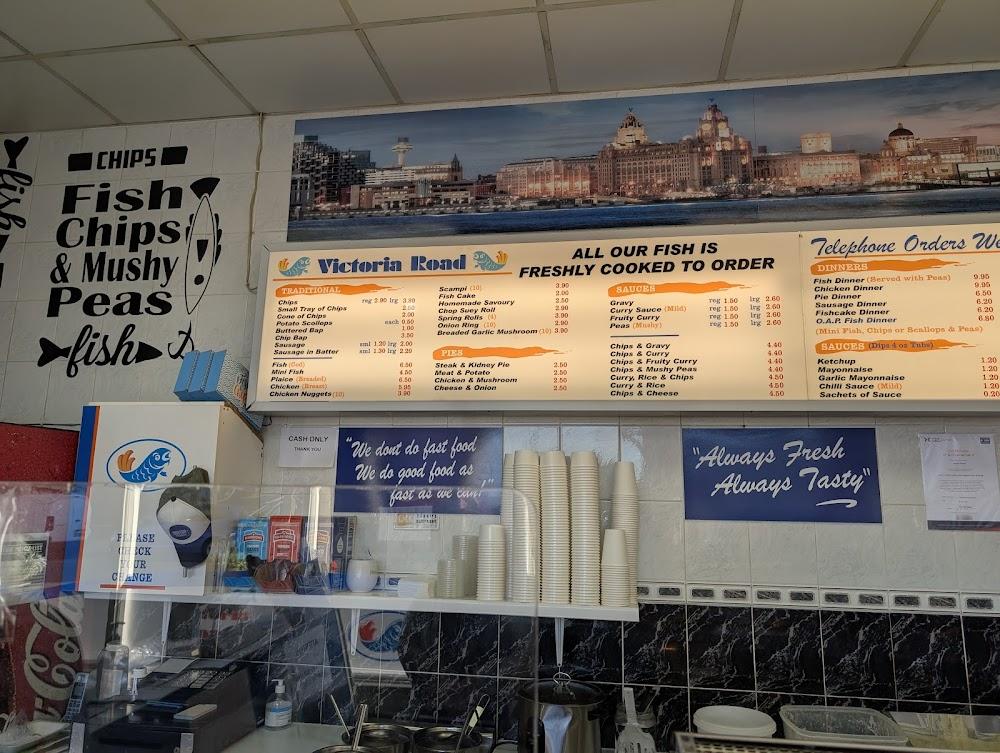 CHIPS
Fish
Chips
& Mushy
Peas
!
fish
fish
Victoria Road
ALL OUR FISH IS
FRESHLY COOKED TO ORDER
TRADITIONAL
Chips reg 2.90 lrg 3.80
Small Tray of Chips 2.50
Cone of Chips 2.00
Potato Scallops each 0.50
Buttered Bap 1.00
Chip Bap 3.50
Sausage sml 1.20 lrg 2.00
Sausage in Batter sml 1.30 lrg 2.20
Fish (Cod) 6.50
Mini Fish 4.50
Plaice (Breaded) 6.50
Chicken (Breast) 5.95
Chicken Nuggets (10) 3.90
Scampi (10) 3.90
Fish Cake 2.00
Homemade Savoury 2.50
Chop Suey Roll 2.90
Spring Rolls (4) 3.90
Onion Ring (10) 2.90
Breaded Garlic Mushroom (10) 3.90
PIES
Steak & Kidney Pie 2.50
Meat & Potato 2.50
Chicken & Mushroom 2.50
Cheese & Onion 2.50
SAUCES
Gravy reg 1.50 lrg 2.60
Curry Sauce (Mild) reg 1.50 lrg 2.60
Fruity Curry reg 1.50 lrg 2.60
Peas (Mushy) reg 1.50 lrg 2.60
Chips & Gravy 4.40
Chips & Curry 4.40
Chips & Fruity Curry 4.40
Chips & Mushy Peas 4.40
Curry, Rice & Chips 4.50
Curry & Rice 4.50
Chips & Cheese 4.50
Telephone Orders We
DINNERS
Fish Dinner (Served with Peas) 9.95
Chicken Dinner 9.95
Pie Dinner 6.50
Sausage Dinner 6.20
Fishcake Dinner 6.20
O.A.P. Fish Dinner 6.80
(Mini Fish, Chips or Scallops & Peas)
SAUCES (Dips 4 oz Tubs)
Ketchup 1.20
Mayonnaise 1.20
Garlic Mayonnaise 1.20
Chilli Sauce (Mild) 1.20
Sachets of Sauce 0.20
CASH ONLY
THANK YOU
"We dont do fast food
We do good food as
fast as we can!"
"Always Fresh
Always Tasty"
PLEASE
CHECK
YOUR
CHANGE